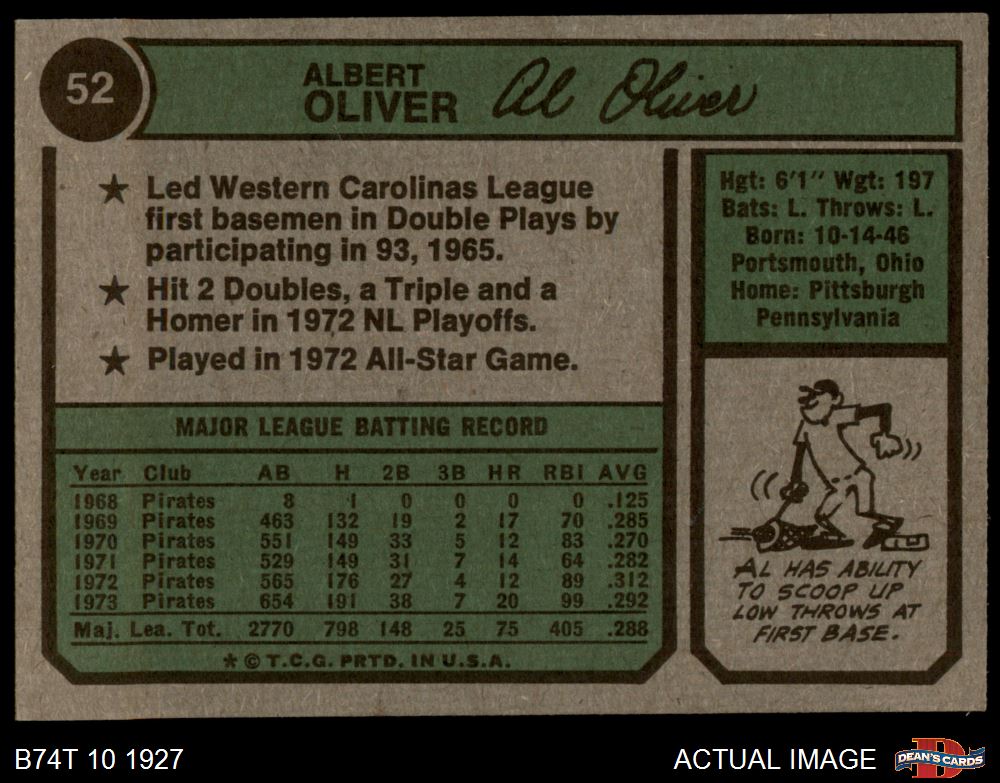 52
ALBERT
OLIVER
Al Oliver
★ Led Western Carolinas League
first basemen in Double Plays by
participating in 93, 1965.
★ Hit 2 Doubles, a Triple and a
Homer in 1972 NL Playoffs.
★ Played in 1972 All-Star Game.
MAJOR LEAGUE BATTING RECORD
Year Club AB H 2B 3B HR RBI AVG
1968 Pirates 8 1 0 0 0 0 .125
1969 Pirates 463 132 19 2 17 70 .285
1970 Pirates 551 149 33 5 12 83 .270
1971 Pirates 529 149 31 7 14 64 .282
1972 Pirates 565 176 27 4 12 89 .312
1973 Pirates 654 191 38 7 20 99 .292
Maj. Lea. Tot. 2770 798 148 25 75 405 .288
* © T.C.G. PRTD. IN U.S.A.
Hgt: 6'1" Wgt: 197
Bats: L. Throws: L.
Born: 10-14-46
Portsmouth, Ohio
Home: Pittsburgh
Pennsylvania
AL HAS ABILITY
TO SCOOP UP
LOW THROWS AT
FIRST BASE.
B74T 10 1927
ACTUAL IMAGE
D
DEAN'S CARDS